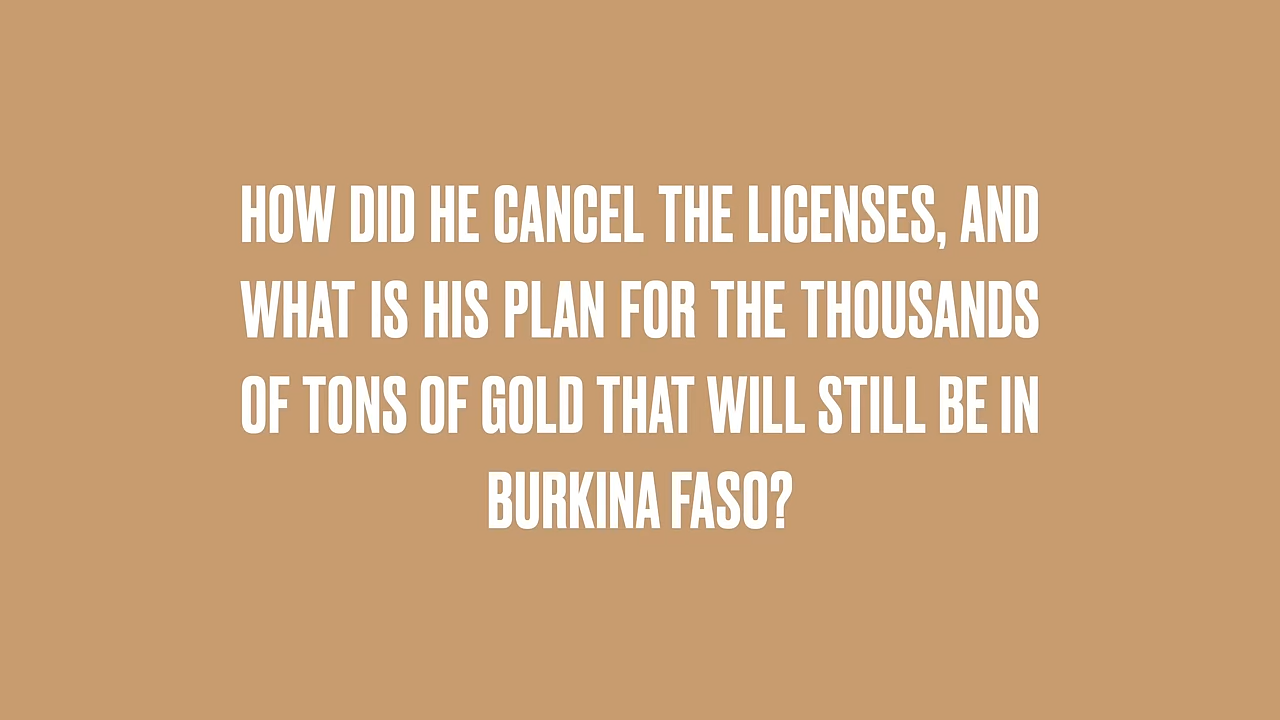 HOW DID HE CANCEL THE LICENSES, AND
WHAT IS HIS PLAN FOR THE THOUSANDS
OF TONS OF GOLD THAT WILL STILL BE IN
BURKINA FASO?